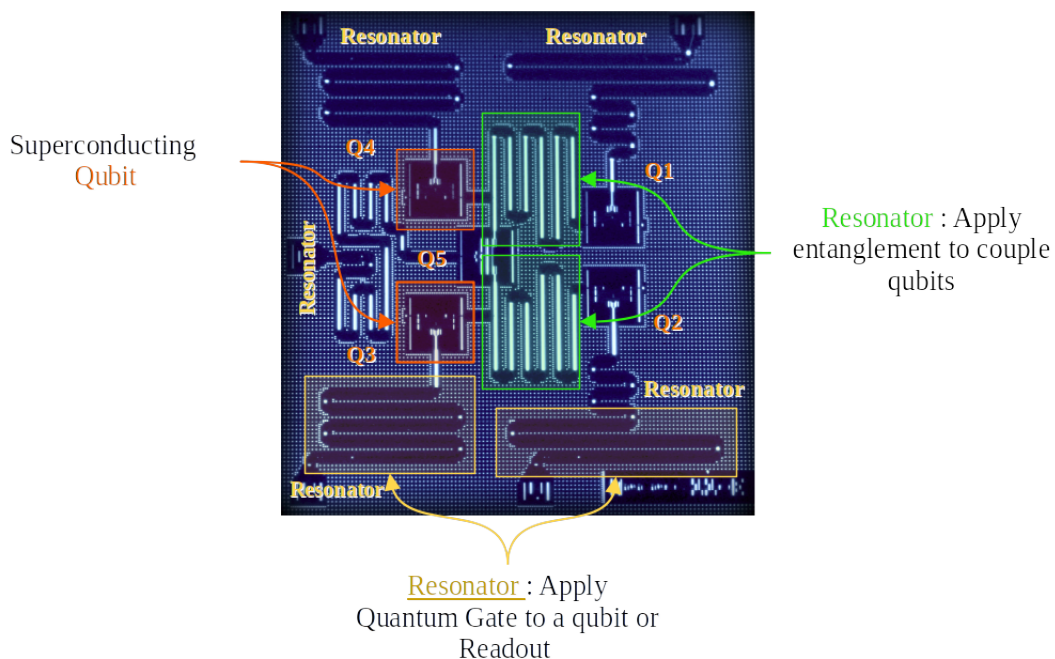 Resonator
Resonator
Superconducting
Qubit
Q4
Q1
Resonator : Apply
entanglement to couple
qubits
Resonator
Q5
Q3
Q2
Resonator
Resonator
Resonator : Apply
Quantum Gate to a qubit or
Readout